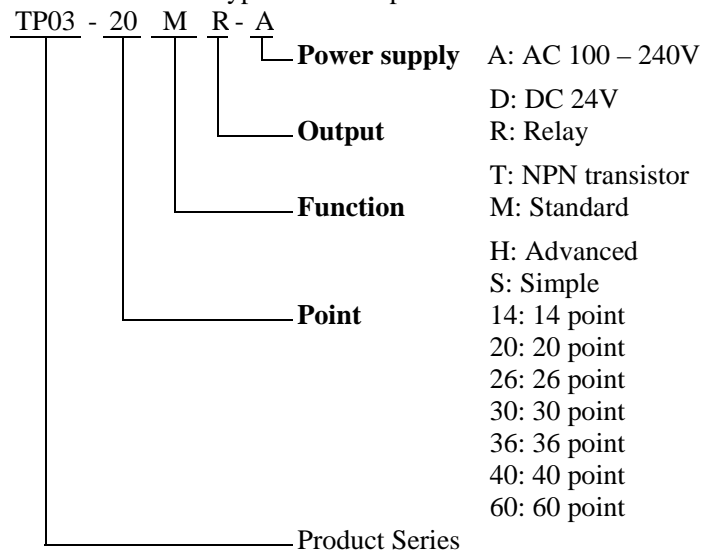 TP03 - 20 M R - A
Power supply A: AC 100 – 240V
D: DC 24V
Output R: Relay
T: NPN transistor
Function M: Standard
H: Advanced
S: Simple
Point 14: 14 point
20: 20 point
26: 26 point
30: 30 point
36: 36 point
40: 40 point
60: 60 point
Product Series